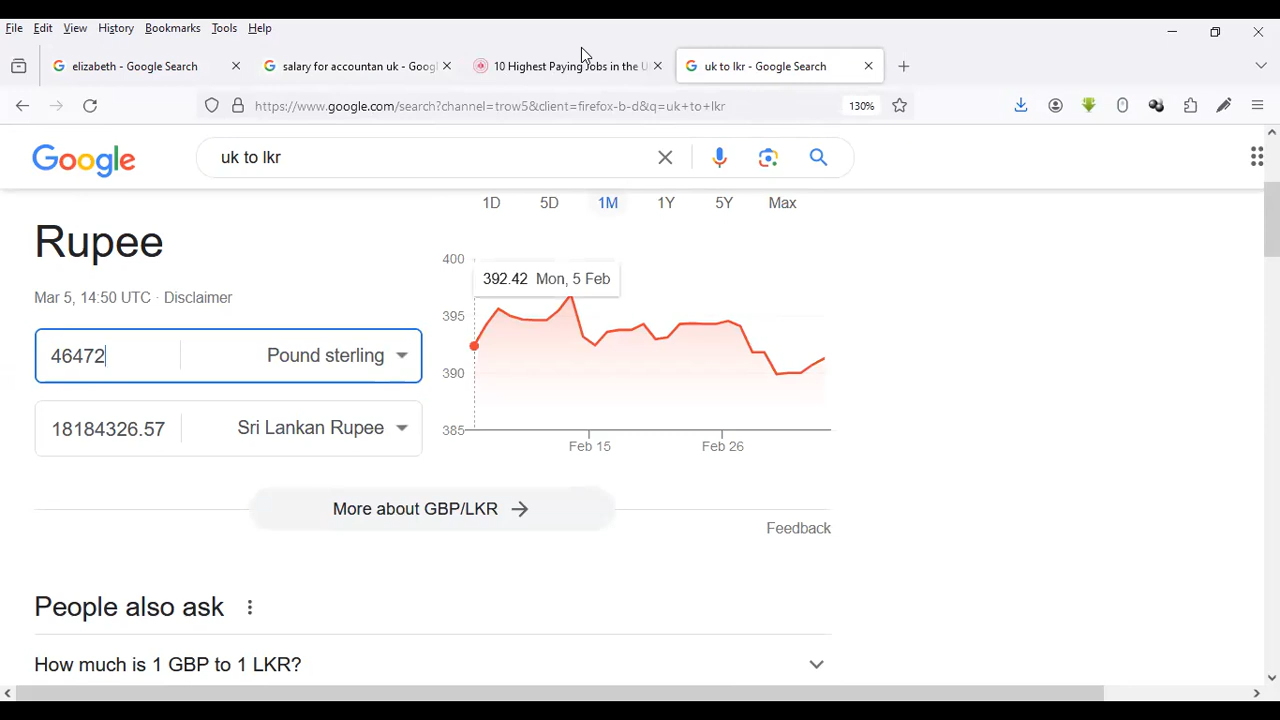 File Edit View History Bookmarks Tools Help
elizabeth - Google Search
salary for accountan uk - Googl
10 Highest Paying Jobs in the U
uk to lkr - Google Search
https://www.google.com/search?channel=trow5&client=firefox-b-d&q=uk+to+lkr
130%
Google
uk to lkr
1D 5D 1M 1Y 5Y Max
Rupee
Mar 5, 14:50 UTC · Disclaimer
46472 Pound sterling
18184326.57 Sri Lankan Rupee
400
392.42 Mon, 5 Feb
395
390
385
Feb 15 Feb 26
More about GBP/LKR
Feedback
People also ask
How much is 1 GBP to 1 LKR?